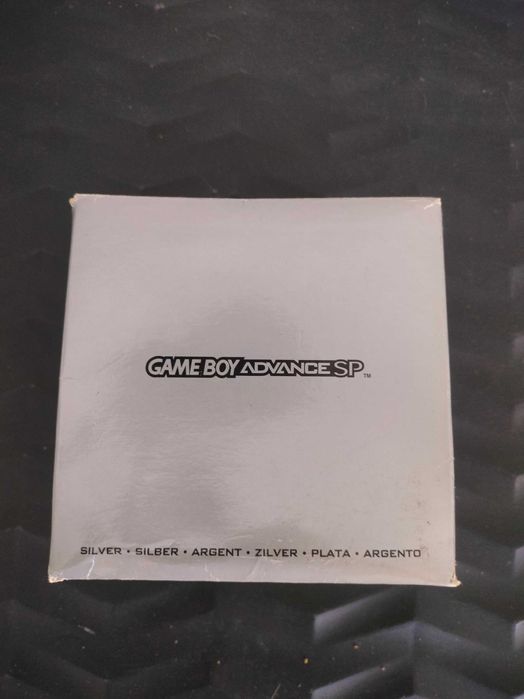 GAME BOY ADVANCE SP™
SILVER • SILBER • ARGENT • ZILVER • PLATA • ARGENTO